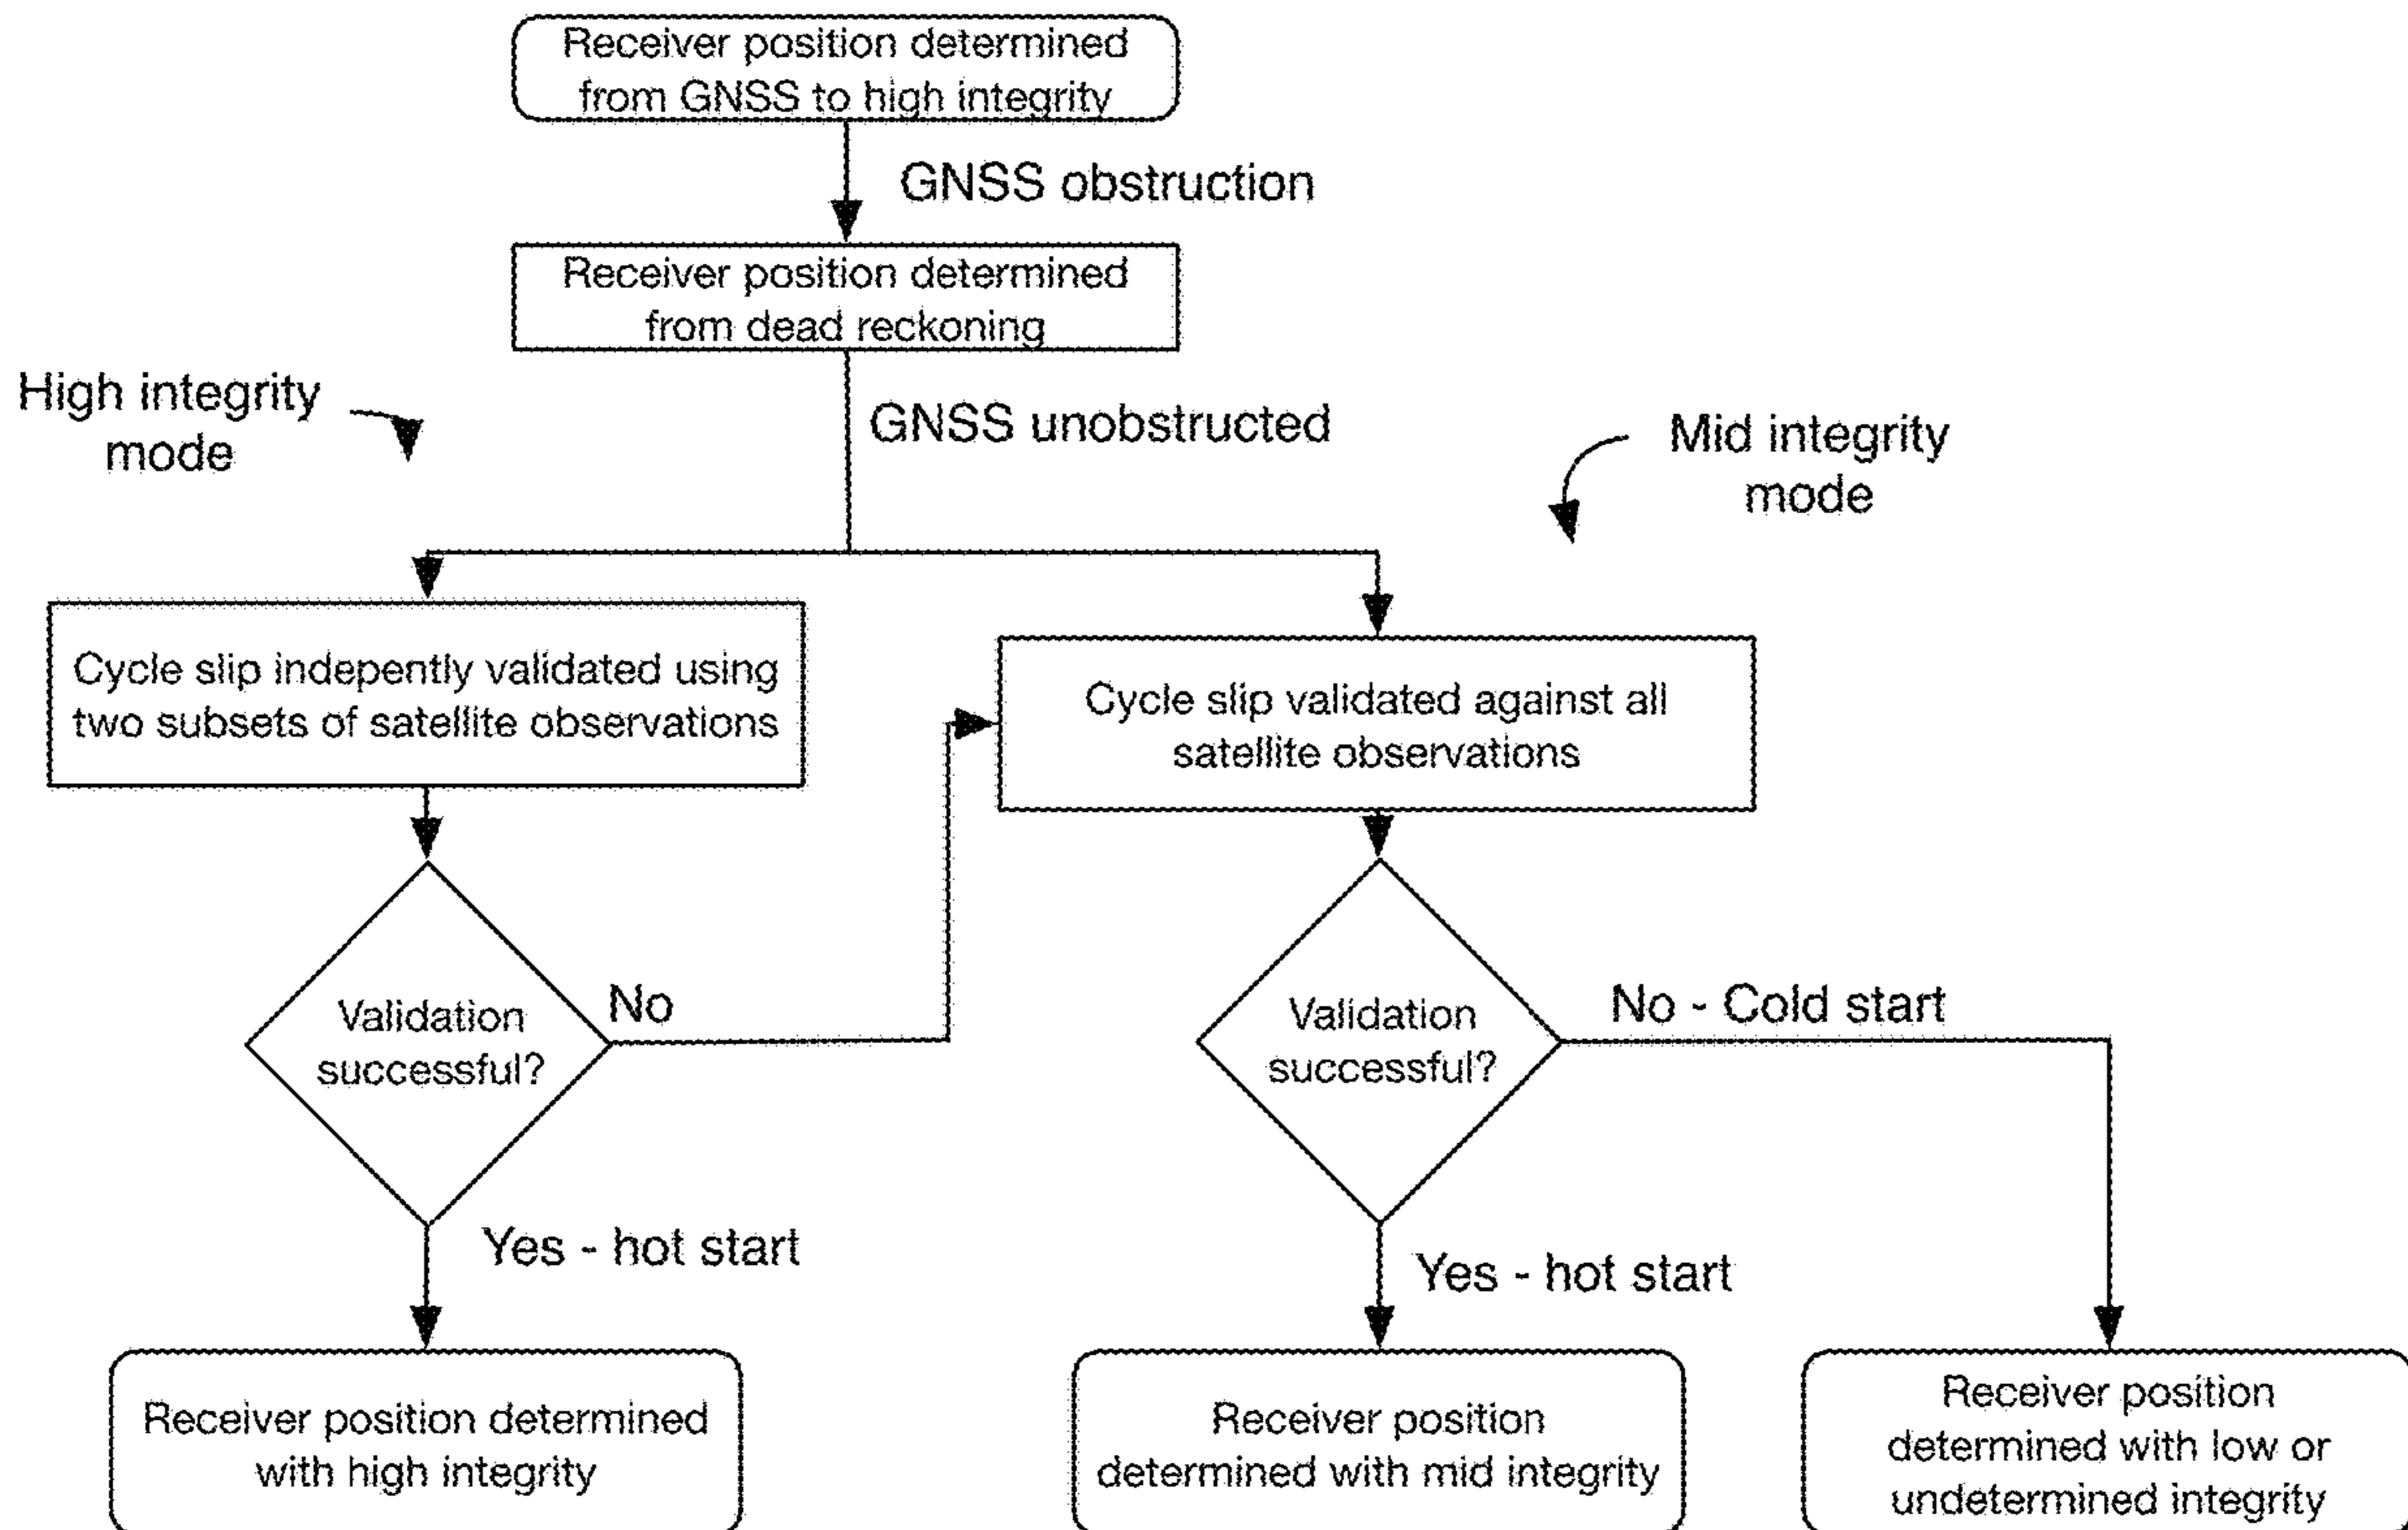 Receiver position determined
from GNSS to high integrity
GNSS obstruction
Receiver position determined
from dead reckoning
High integrity
mode
GNSS unobstructed
Mid integrity
mode
Cycle slip indepently validated using
two subsets of satellite observations
Cycle slip validated against all
satellite observations
Validation
successful?
No
Validation
successful?
No - Cold start
Yes - hot start
Yes - hot start
Receiver position determined
with high integrity
Receiver position
determined with mid integrity
Receiver position
determined with low or
undetermined integrity